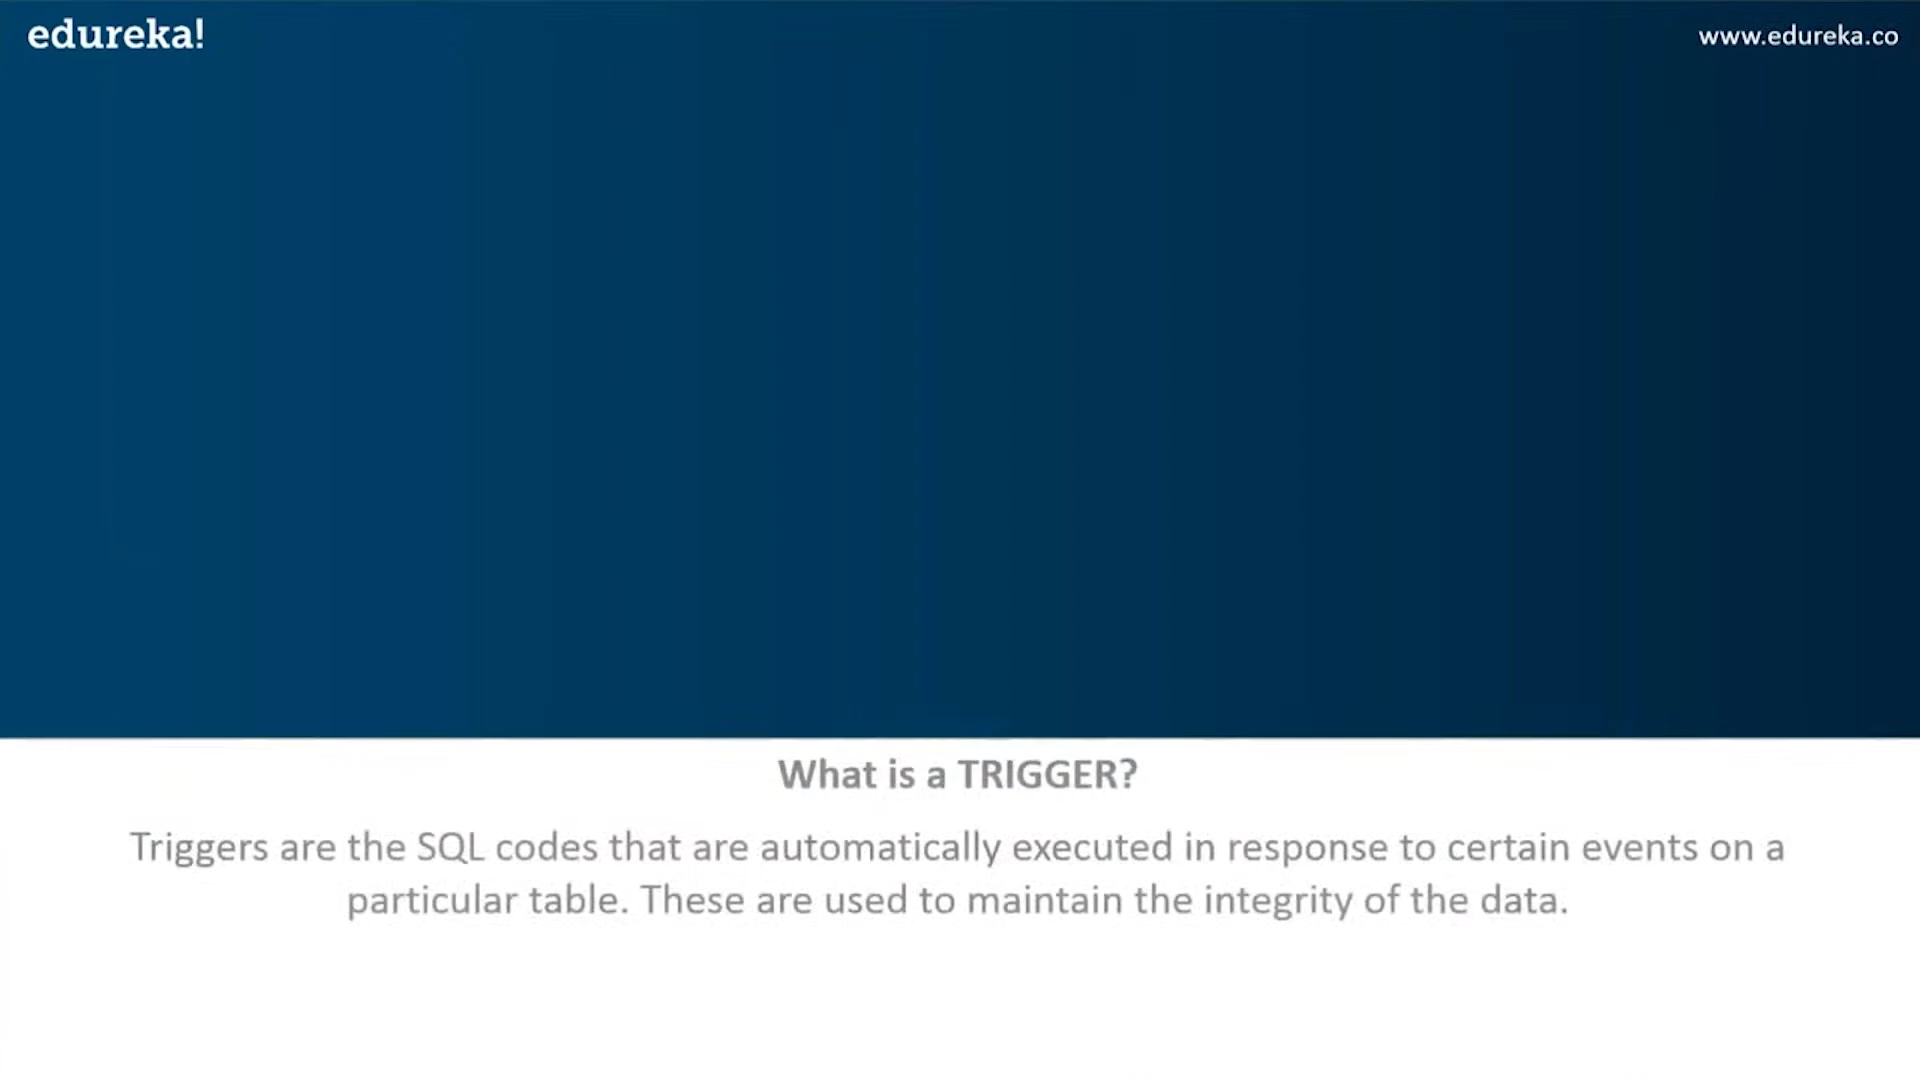 edureka!
www.edureka.co
What is a TRIGGER?
Triggers are the SQL codes that are automatically executed in response to certain events on a
particular table. These are used to maintain the integrity of the data.